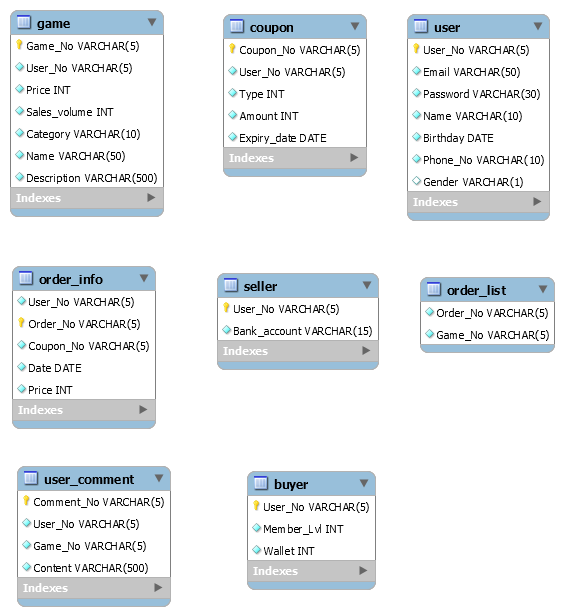 game
Game_No VARCHAR(5)
User_No VARCHAR(5)
Price INT
Sales_volume INT
Category VARCHAR(10)
Name VARCHAR(50)
Description VARCHAR(500)
Indexes
coupon
Coupon_No VARCHAR(5)
User_No VARCHAR(5)
Type INT
Amount INT
Expiry_date DATE
Indexes
user
User_No VARCHAR(5)
Email VARCHAR(50)
Password VARCHAR(30)
Name VARCHAR(10)
Birthday DATE
Phone_No VARCHAR(10)
Gender VARCHAR(1)
Indexes
order_info
User_No VARCHAR(5)
Order_No VARCHAR(5)
Coupon_No VARCHAR(5)
Date DATE
Price INT
Indexes
seller
User_No VARCHAR(5)
Bank_account VARCHAR(15)
Indexes
order_list
Order_No VARCHAR(5)
Game_No VARCHAR(5)
user_comment
Comment_No VARCHAR(5)
User_No VARCHAR(5)
Game_No VARCHAR(5)
Content VARCHAR(500)
Indexes
buyer
User_No VARCHAR(5)
Member_Lvl INT
Wallet INT
Indexes